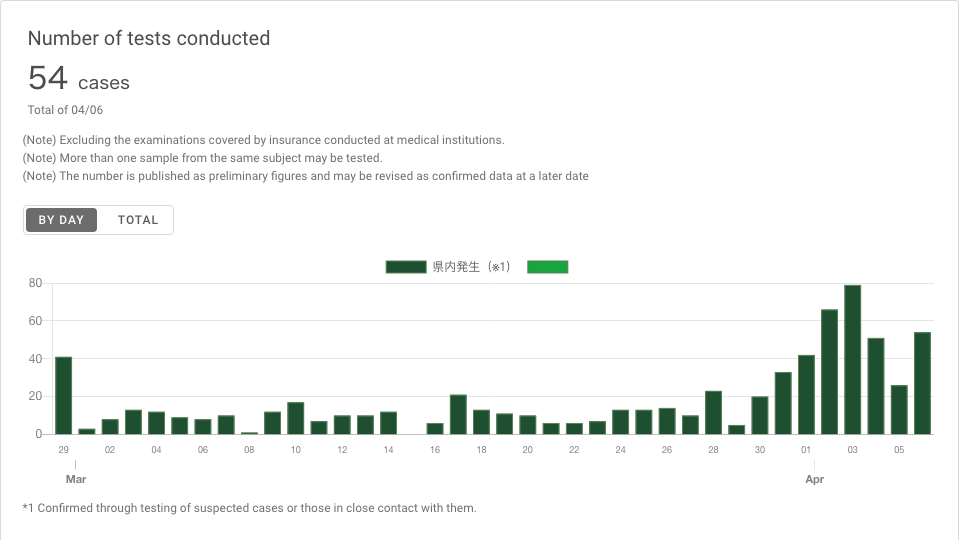 Number of tests conducted
54 cases
Total of 04/06
(Note) Excluding the examinations covered by insurance conducted at medical institutions.
(Note) More than one sample from the same subject may be tested.
(Note) The number is published as preliminary figures and may be revised as confirmed data at a later date
BY DAY TOTAL
県内発生（※1）
80
60
40
20
0
29 02 04 06 08 10 12 14 16 18 20 22 24 26 28 30 01 03 05
Mar Apr
*1 Confirmed through testing of suspected cases or those in close contact with them.